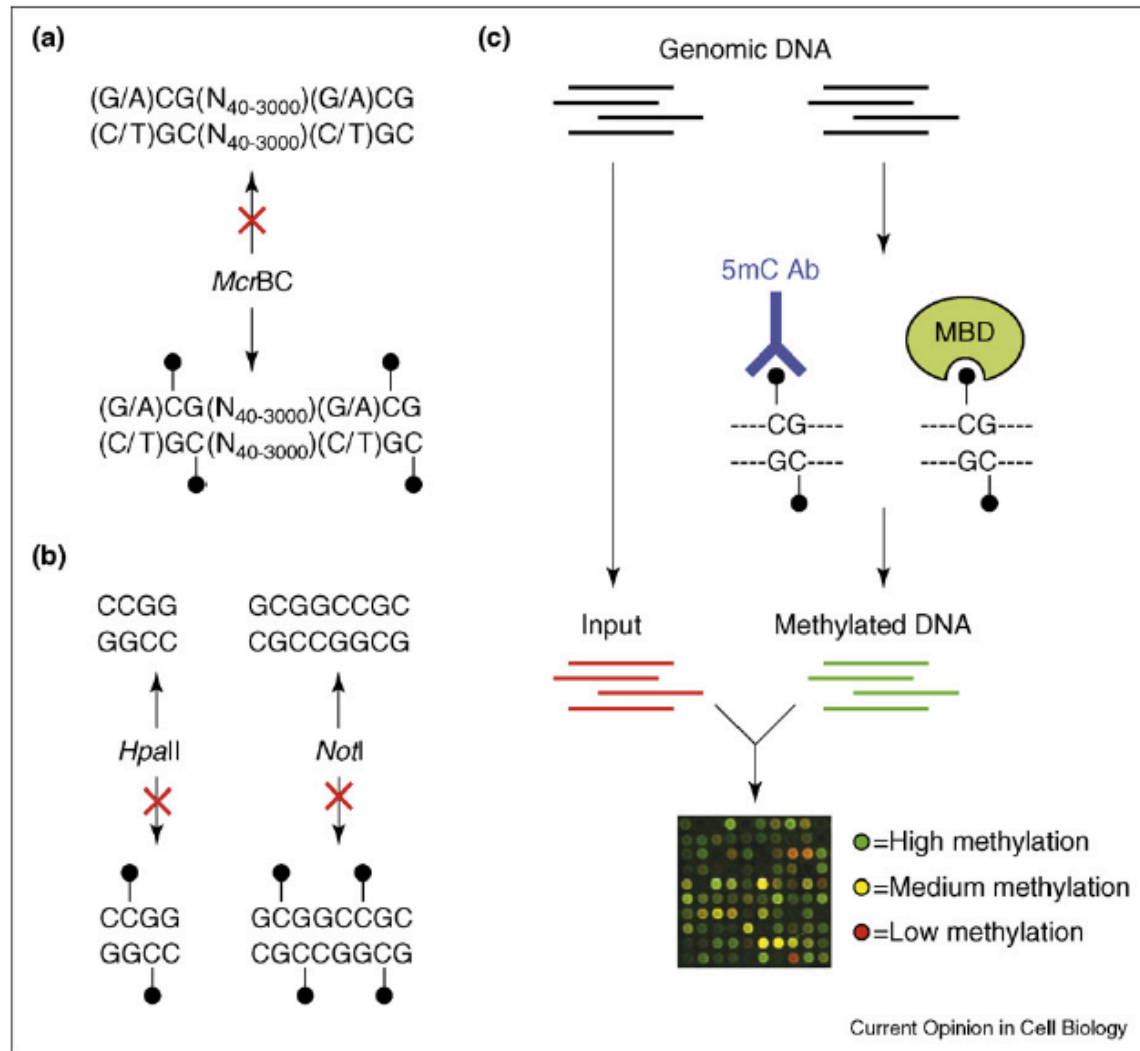 (a)
(G/A)CG(N40-3000)(G/A)CG
(C/T)GC(N40-3000)(C/T)GC
McrBC
(G/A)CG(N40-3000)(G/A)CG
(C/T)GC(N40-3000)(C/T)GC
(b)
CCGG
GGCC
GCGGCCGC
CGCCGGCG
HpaII
NotI
CCGG
GGCC
GCGGCCGC
CGCCGGCG
(c)
Genomic DNA
5mC Ab
MBD
----CG----
----GC----
----CG----
----GC----
Input
Methylated DNA
=High methylation
=Medium methylation
=Low methylation
Current Opinion in Cell Biology